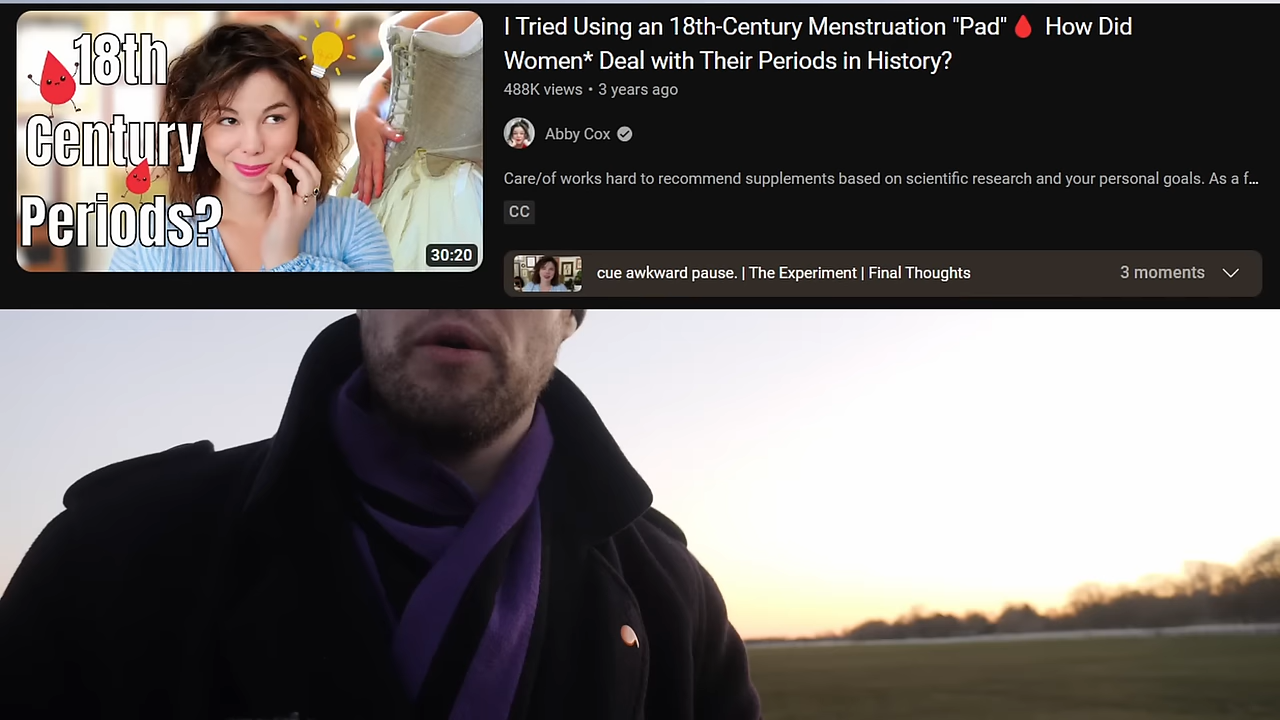 18th
Century
Periods?
30:20
I Tried Using an 18th-Century Menstruation "Pad"🩸 How Did
Women* Deal with Their Periods in History?
488K views • 3 years ago
Abby Cox
Care/of works hard to recommend supplements based on scientific research and your personal goals. As a f...
CC
cue awkward pause. | The Experiment | Final Thoughts
3 moments